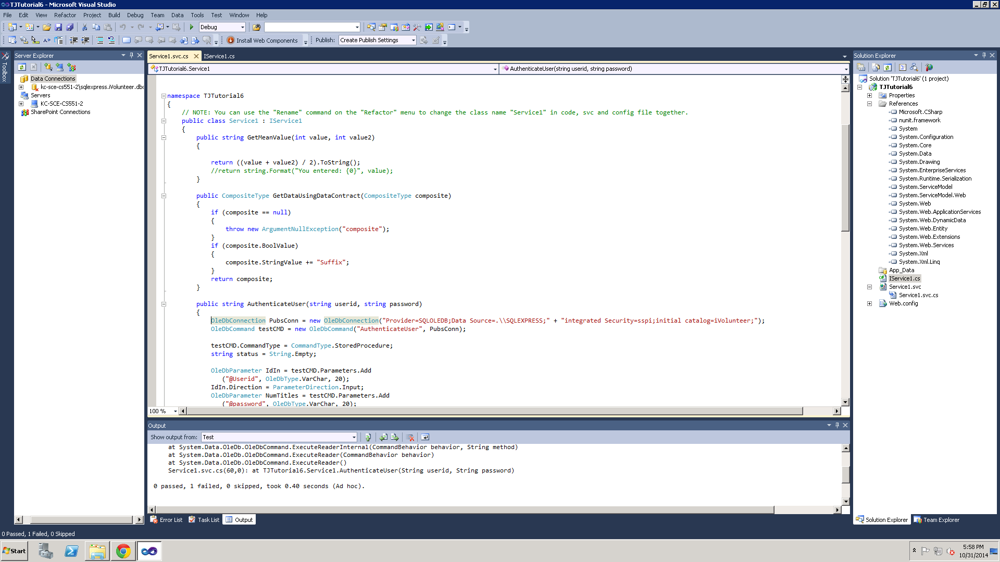 TJTutorial6 - Microsoft Visual Studio
File Edit View Refactor Project Build Debug Team Data Tools Test Window Help
Debug
Install Web Components Publish: Create Publish Settings
Toolbox
Server Explorer
Data Connections
kc-sce-cs551-2\sqlexpress.iVolunteer.dbo
Servers
KC-SCE-CS551-2
SharePoint Connections
Service1.svc.cs IService1.cs
TJTutorial6.Service1 AuthenticateUser(string userid, string password)
namespace TJTutorial6
{
// NOTE: You can use the "Rename" command on the "Refactor" menu to change the class name "Service1" in code, svc and config file together.
public class Service1 : IService1
{
public string GetMeanValue(int value, int value2)
{
return ((value + value2) / 2).ToString();
//return string.Format("You entered: {0}", value);
}
public CompositeType GetDataUsingDataContract(CompositeType composite)
{
if (composite == null)
{
throw new ArgumentNullException("composite");
}
if (composite.BoolValue)
{
composite.StringValue += "Suffix";
}
return composite;
}
public string AuthenticateUser(string userid, string password)
{
OleDbConnection PubsConn = new OleDbConnection("Provider=SQLOLEDB;Data Source=.\\SQLEXPRESS;" + "integrated Security=sspi;initial catalog=iVolunteer;");
OleDbCommand testCMD = new OleDbCommand("AuthenticateUser", PubsConn);
testCMD.CommandType = CommandType.StoredProcedure;
string status = String.Empty;
OleDbParameter IdIn = testCMD.Parameters.Add
("@Userid", OleDbType.VarChar, 20);
IdIn.Direction = ParameterDirection.Input;
OleDbParameter NumTitles = testCMD.Parameters.Add
("@password", OleDbType.VarChar, 20);
100 %
Output
Show output from: Test
at System.Data.OleDb.OleDbCommand.ExecuteReaderInternal(CommandBehavior behavior, String method)
at System.Data.OleDb.OleDbCommand.ExecuteReader(CommandBehavior behavior)
at System.Data.OleDb.OleDbCommand.ExecuteReader()
Service1.svc.cs(60,0): at TJTutorial6.Service1.AuthenticateUser(String userid, String password)
0 passed, 1 failed, 0 skipped, took 0.40 seconds (Ad hoc).
Error List Task List Output
Solution Explorer
Solution 'TJTutorial6' (1 project)
TJTutorial6
Properties
References
Microsoft.CSharp
nunit.framework
System
System.Configuration
System.Core
System.Data
System.Drawing
System.EnterpriseServices
System.Runtime.Serialization
System.ServiceModel
System.ServiceModel.Web
System.Web
System.Web.ApplicationServices
System.Web.DynamicData
System.Web.Entity
System.Web.Extensions
System.Web.Services
System.Xml
System.Xml.Linq
App_Data
IService1.cs
Service1.svc
Service1.svc.cs
Web.config
Solution Explorer Team Explorer
0 Passed, 1 Failed, 0 Skipped
Start
5:58 PM
10/31/2014